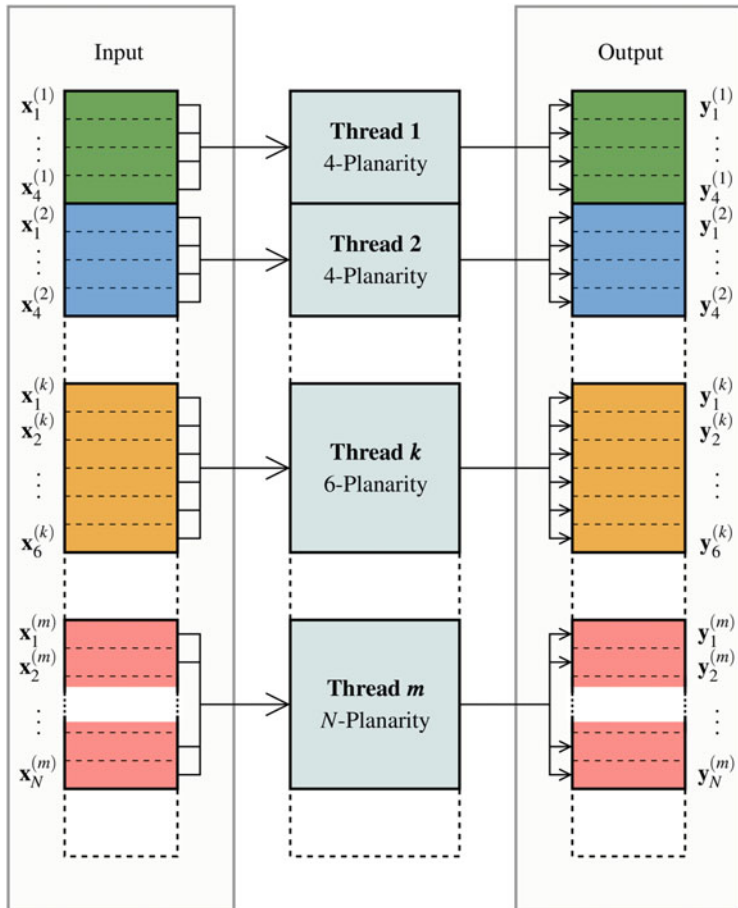 Input
Output
x₁⁽¹⁾
⋮
x₄⁽¹⁾
Thread 1
4-Planarity
y₁⁽¹⁾
⋮
y₄⁽¹⁾
x₁⁽²⁾
⋮
x₄⁽²⁾
Thread 2
4-Planarity
y₁⁽²⁾
⋮
y₄⁽²⁾
x₁⁽ᵏ⁾
x₂⁽ᵏ⁾
⋮
x₆⁽ᵏ⁾
Thread k
6-Planarity
y₁⁽ᵏ⁾
y₂⁽ᵏ⁾
⋮
y₆⁽ᵏ⁾
x₁⁽ᵐ⁾
x₂⁽ᵐ⁾
⋮
x_N⁽ᵐ⁾
Thread m
N-Planarity
y₁⁽ᵐ⁾
y₂⁽ᵐ⁾
⋮
y_N⁽ᵐ⁾